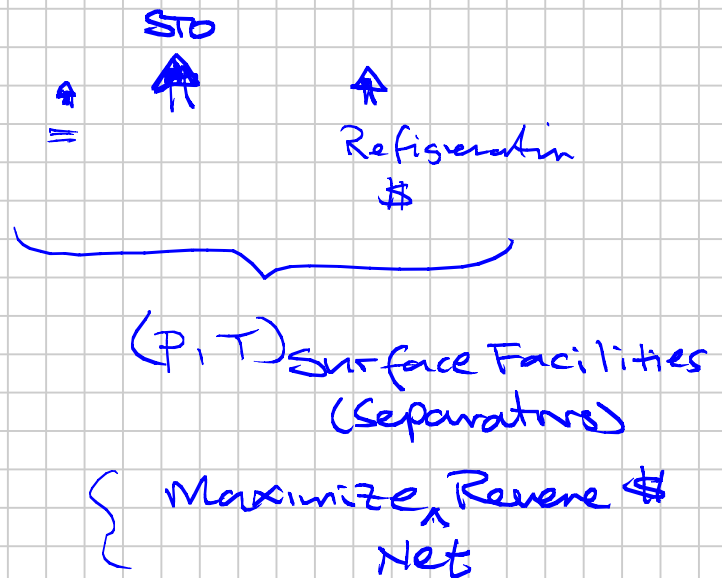 STO
=
Refigeratin
$
(P, T) Surface Facilities
(Separators)
{ Maximize ^ Revene $
Net